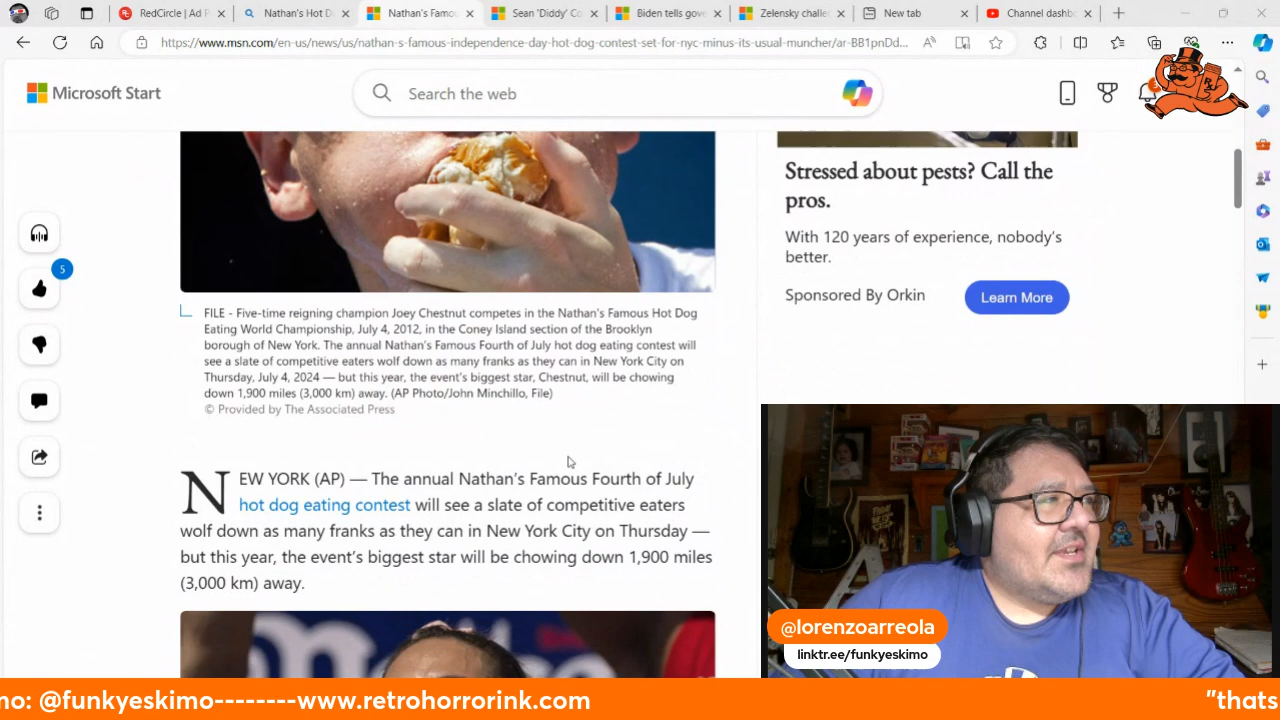 RedCircle | Ad P
Nathan's Hot D
Nathan's Famou
Sean 'Diddy' Co
Biden tells gove
Zelensky challe
New tab
Channel dashbo
https://www.msn.com/en-us/news/us/nathan-s-famous-independence-day-hot-dog-contest-set-for-nyc-minus-its-usual-muncher/ar-BB1pnDd...
Microsoft Start
Search the web
Stressed about pests? Call the
pros.
With 120 years of experience, nobody's
better.
Sponsored By Orkin
Learn More
5
FILE - Five-time reigning champion Joey Chestnut competes in the Nathan's Famous Hot Dog
Eating World Championship, July 4, 2012, in the Coney Island section of the Brooklyn
borough of New York. The annual Nathan's Famous Fourth of July hot dog eating contest will
see a slate of competitive eaters wolf down as many franks as they can in New York City on
Thursday, July 4, 2024 — but this year, the event's biggest star, Chestnut, will be chowing
down 1,900 miles (3,000 km) away. (AP Photo/John Minchillo, File)
© Provided by The Associated Press
NEW YORK (AP) — The annual Nathan's Famous Fourth of July
hot dog eating contest will see a slate of competitive eaters
wolf down as many franks as they can in New York City on Thursday —
but this year, the event's biggest star will be chowing down 1,900 miles
(3,000 km) away.
@lorenzoarreola
linktr.ee/funkyeskimo
mo: @funkyeskimo--------www.retrohorrorink.com
"thats